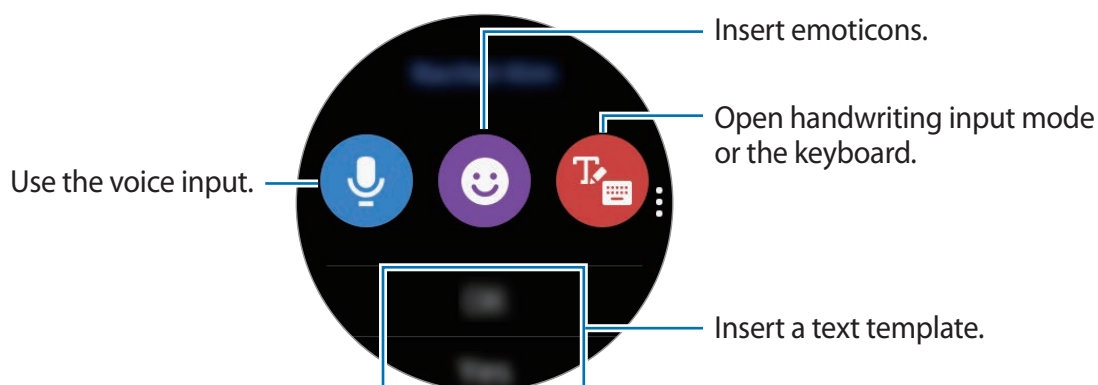 Insert emoticons.
Open handwriting input mode
or the keyboard.
Use the voice input.
Insert a text template.